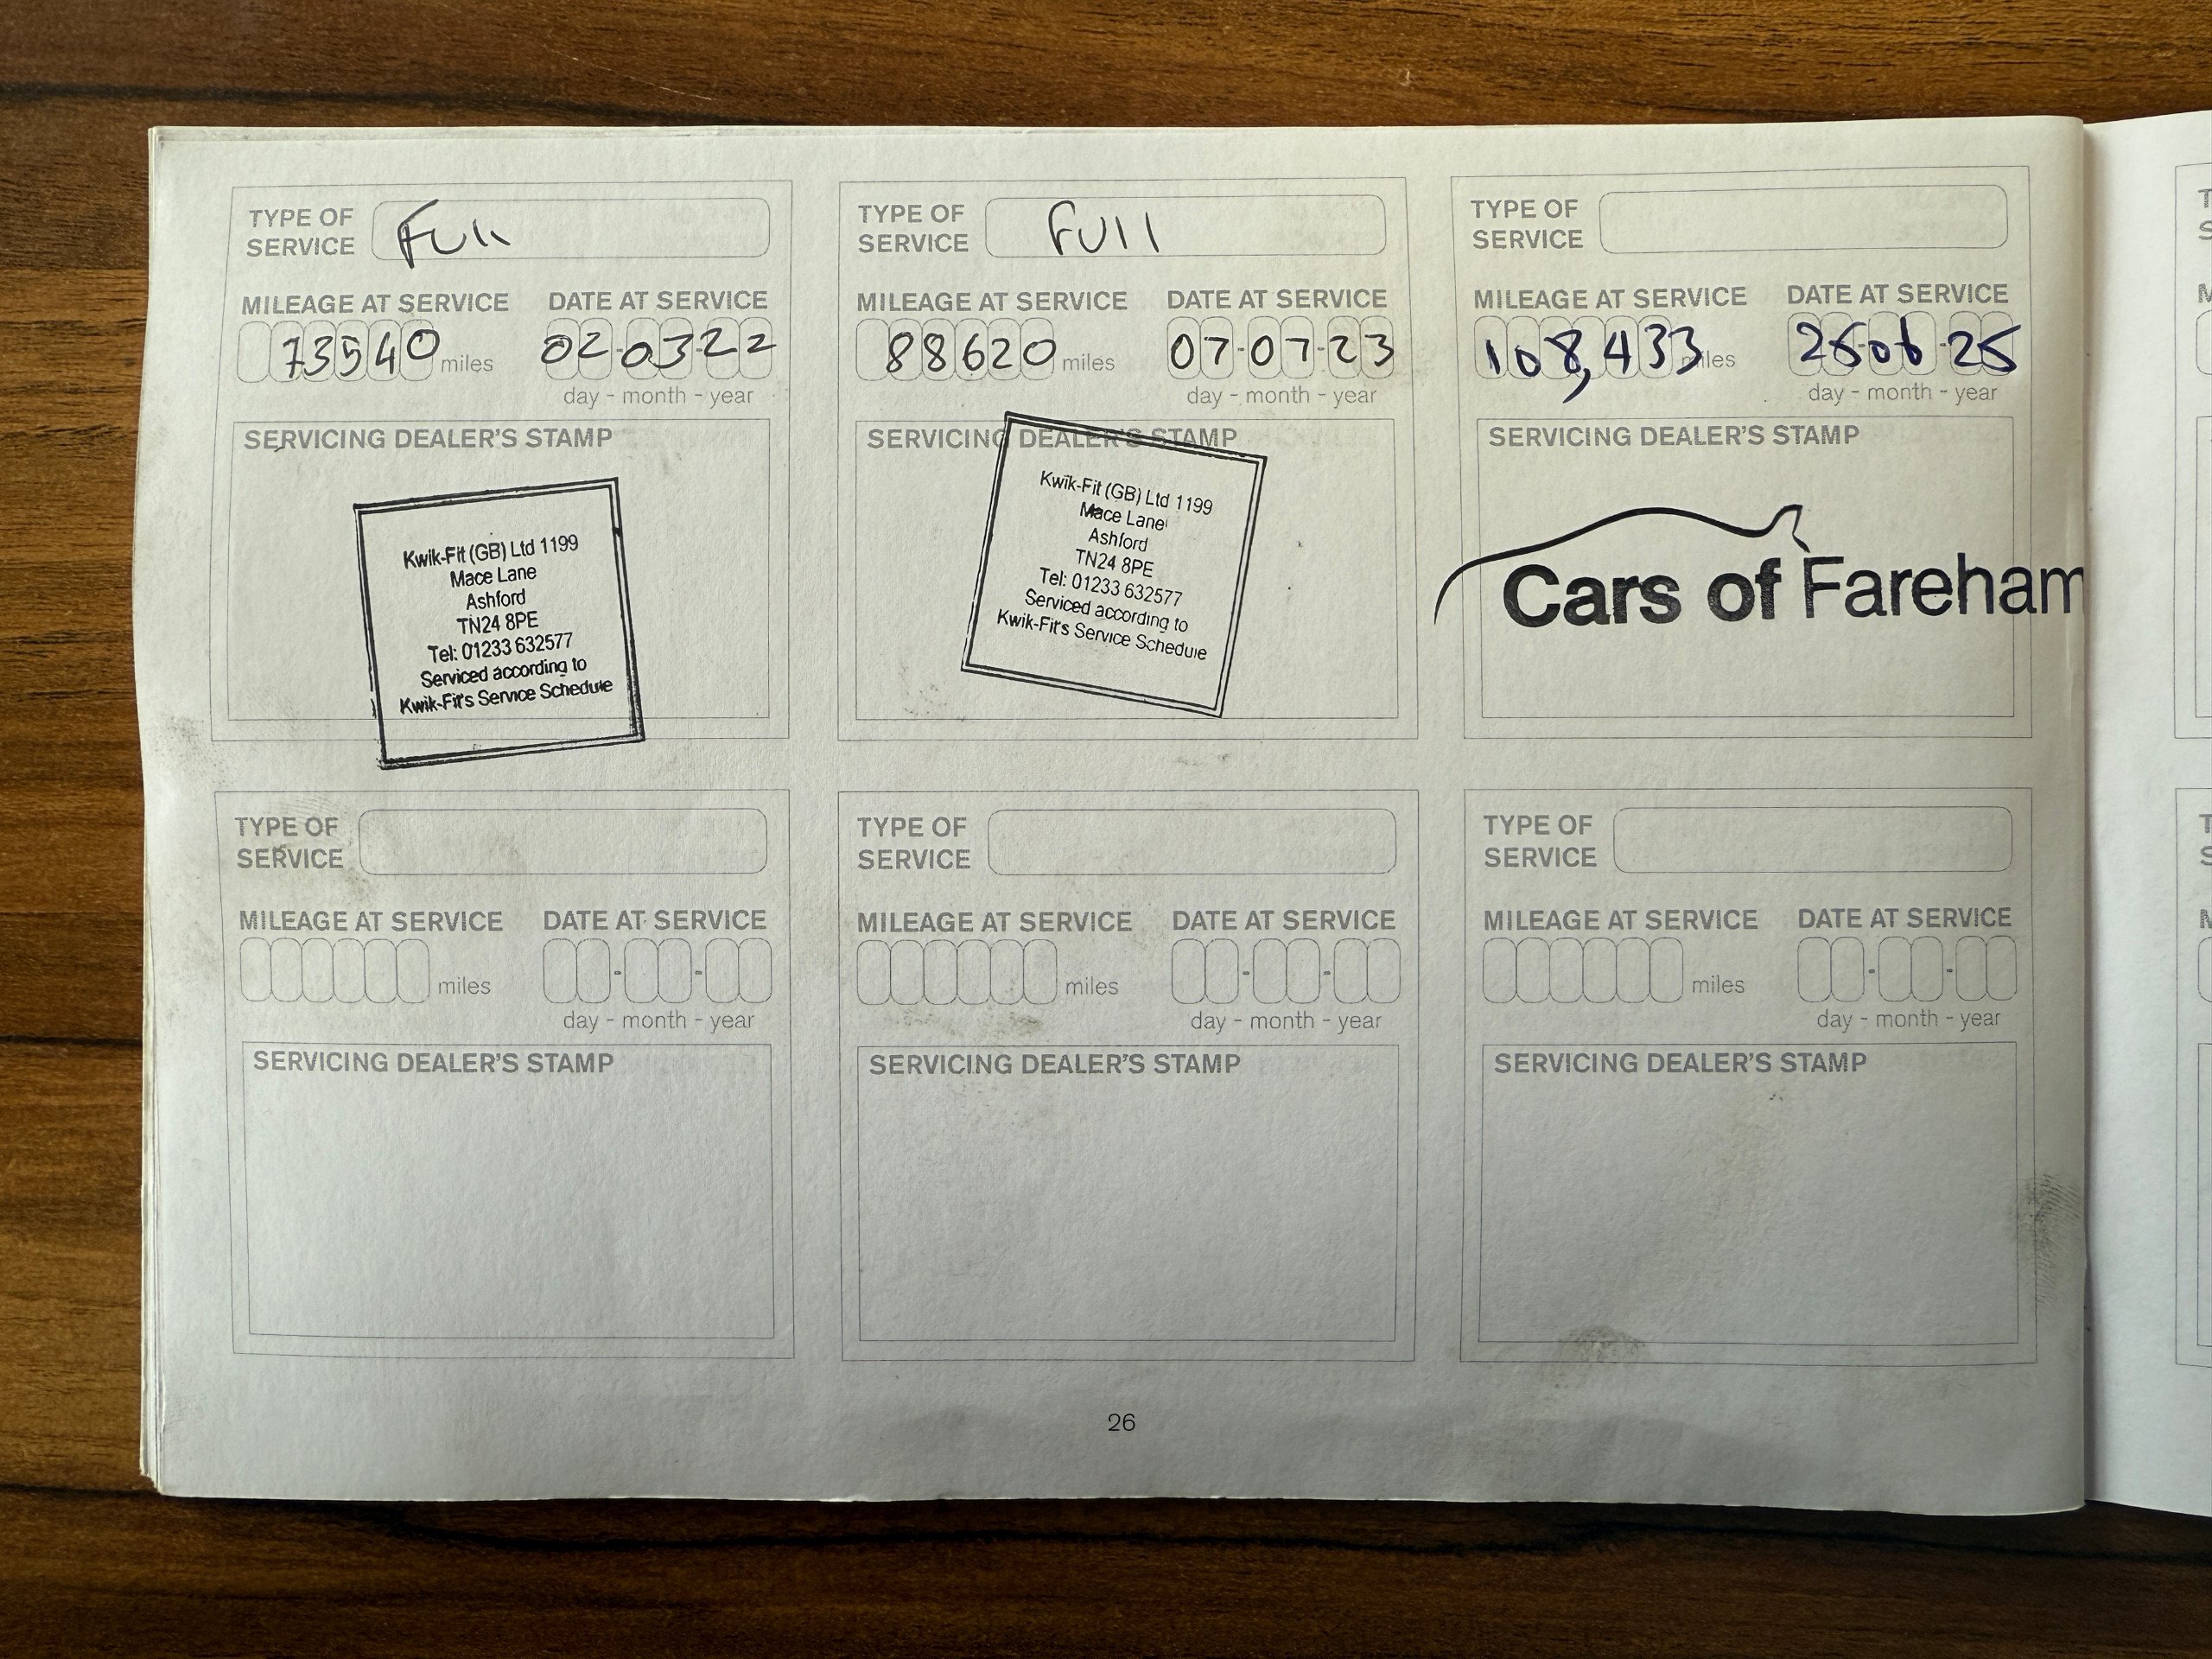 TYPE OF
SERVICE
Full
MILEAGE AT SERVICE
73540 miles
DATE AT SERVICE
02-03-22
day - month - year
SERVICING DEALER'S STAMP
Kwik-Fit (GB) Ltd 1199
Mace Lane
Ashford
TN24 8PE
Tel: 01233 632577
Serviced according to
Kwik-Fit's Service Schedule
TYPE OF
SERVICE
Full
MILEAGE AT SERVICE
88620 miles
DATE AT SERVICE
07-07-23
day - month - year
SERVICING DEALER'S STAMP
Kwik-Fit (GB) Ltd 1199
Mace Lane
Ashford
TN24 8PE
Tel: 01233 632577
Serviced according to
Kwik-Fit's Service Schedule
TYPE OF
SERVICE
MILEAGE AT SERVICE
108,433 miles
DATE AT SERVICE
day - month - year
SERVICING DEALER'S STAMP
Cars of Fareham
TYPE OF
SERVICE
MILEAGE AT SERVICE
miles
DATE AT SERVICE
day - month - year
SERVICING DEALER'S STAMP
TYPE OF
SERVICE
MILEAGE AT SERVICE
miles
DATE AT SERVICE
day - month - year
SERVICING DEALER'S STAMP
TYPE OF
SERVICE
MILEAGE AT SERVICE
miles
DATE AT SERVICE
day - month - year
SERVICING DEALER'S STAMP
26